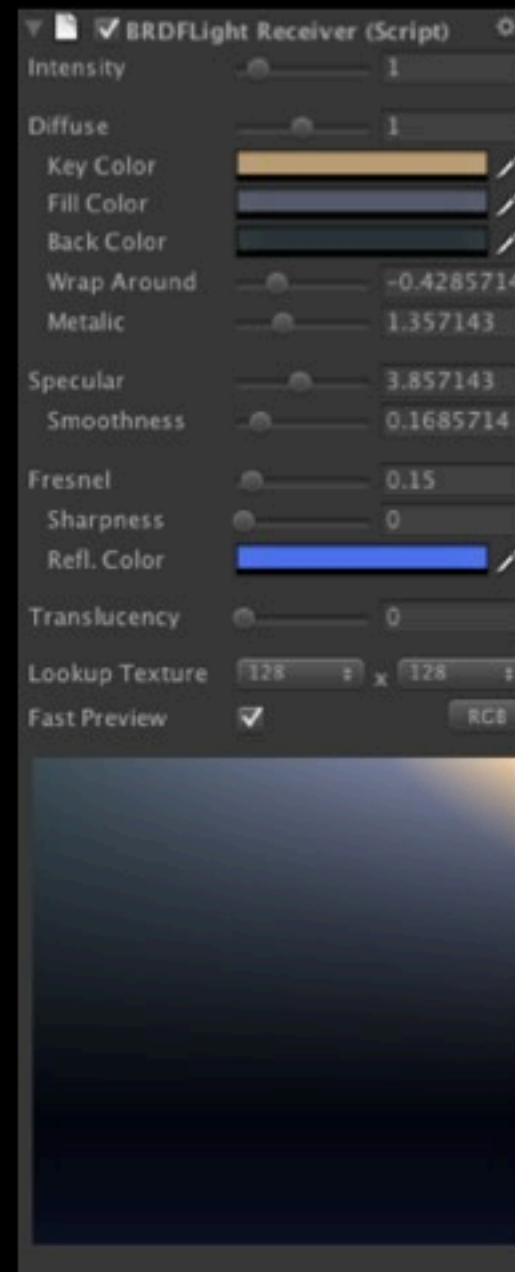 BRDFLight Receiver (Script)
Intensity 1
Diffuse 1
Key Color
Fill Color
Back Color
Wrap Around -0.4285714
Metalic 1.357143
Specular 3.857143
Smoothness 0.1685714
Fresnel 0.15
Sharpness 0
Refl. Color
Translucency 0
Lookup Texture 128 x 128
Fast Preview RGB